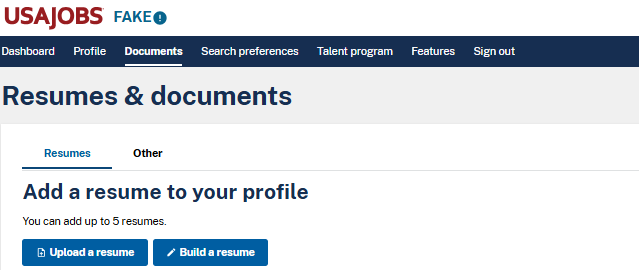 USAJOBS FAKE !
Dashboard Profile Documents Search preferences Talent program Features Sign out
Resumes & documents
Resumes Other
Add a resume to your profile
You can add up to 5 resumes.
Upload a resume Build a resume